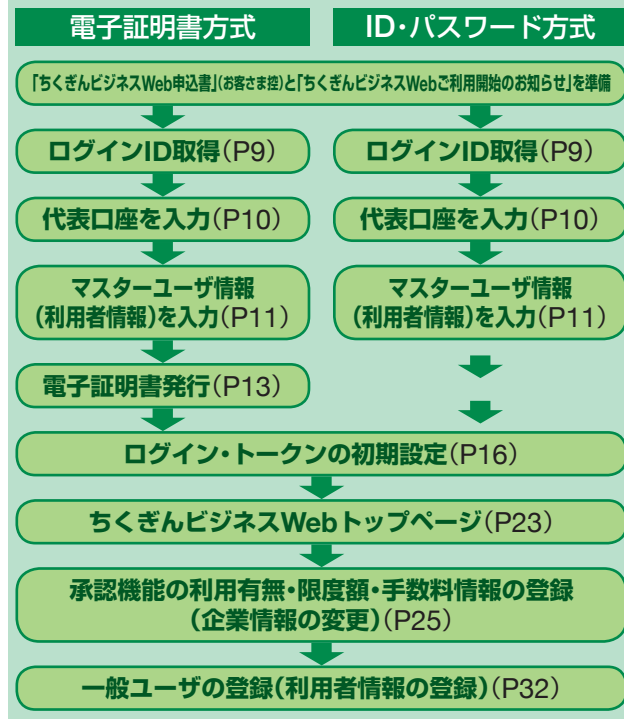 電子証明書方式
ID・パスワード方式
「ちくぎんビジネスWeb申込書」(お客さま控)と「ちくぎんビジネスWebご利用開始のお知らせ」を準備
ログインID取得(P9)
ログインID取得(P9)
代表口座を入力(P10)
代表口座を入力(P10)
マスターユーザ情報
(利用者情報)を入力(P11)
マスターユーザ情報
(利用者情報)を入力(P11)
電子証明書発行(P13)
ログイン・トークンの初期設定(P16)
ちくぎんビジネスWebトップページ(P23)
承認機能の利用有無・限度額・手数料情報の登録
(企業情報の変更)(P25)
一般ユーザの登録(利用者情報の登録)(P32)